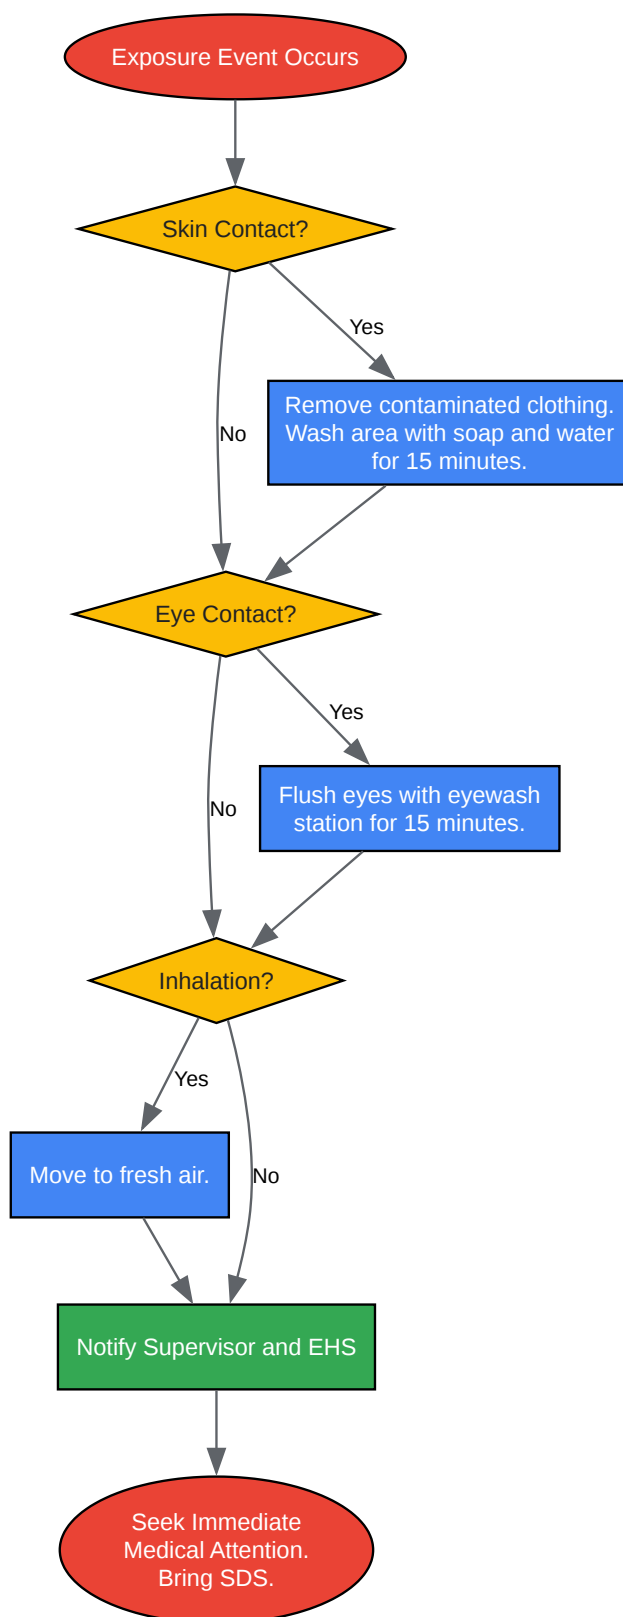 Exposure Event Occurs
Skin Contact?
Yes
Remove contaminated clothing.
Wash area with soap and water
for 15 minutes.
No
Eye Contact?
Yes
Flush eyes with eyewash
station for 15 minutes.
No
Inhalation?
Yes
Move to fresh air.
No
Notify Supervisor and EHS
Seek Immediate
Medical Attention.
Bring SDS.